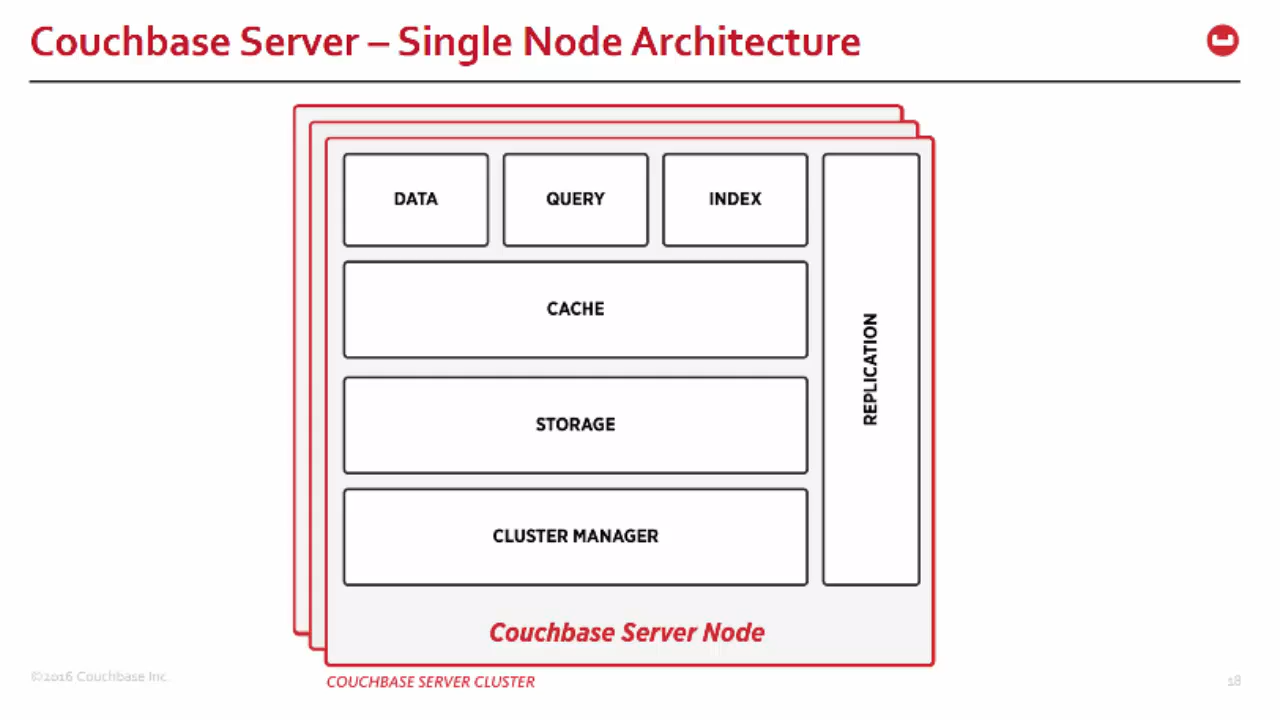 Couchbase Server – Single Node Architecture
DATA
QUERY
INDEX
CACHE
STORAGE
CLUSTER MANAGER
REPLICATION
Couchbase Server Node
COUCHBASE SERVER CLUSTER
©2016 Couchbase Inc.
18